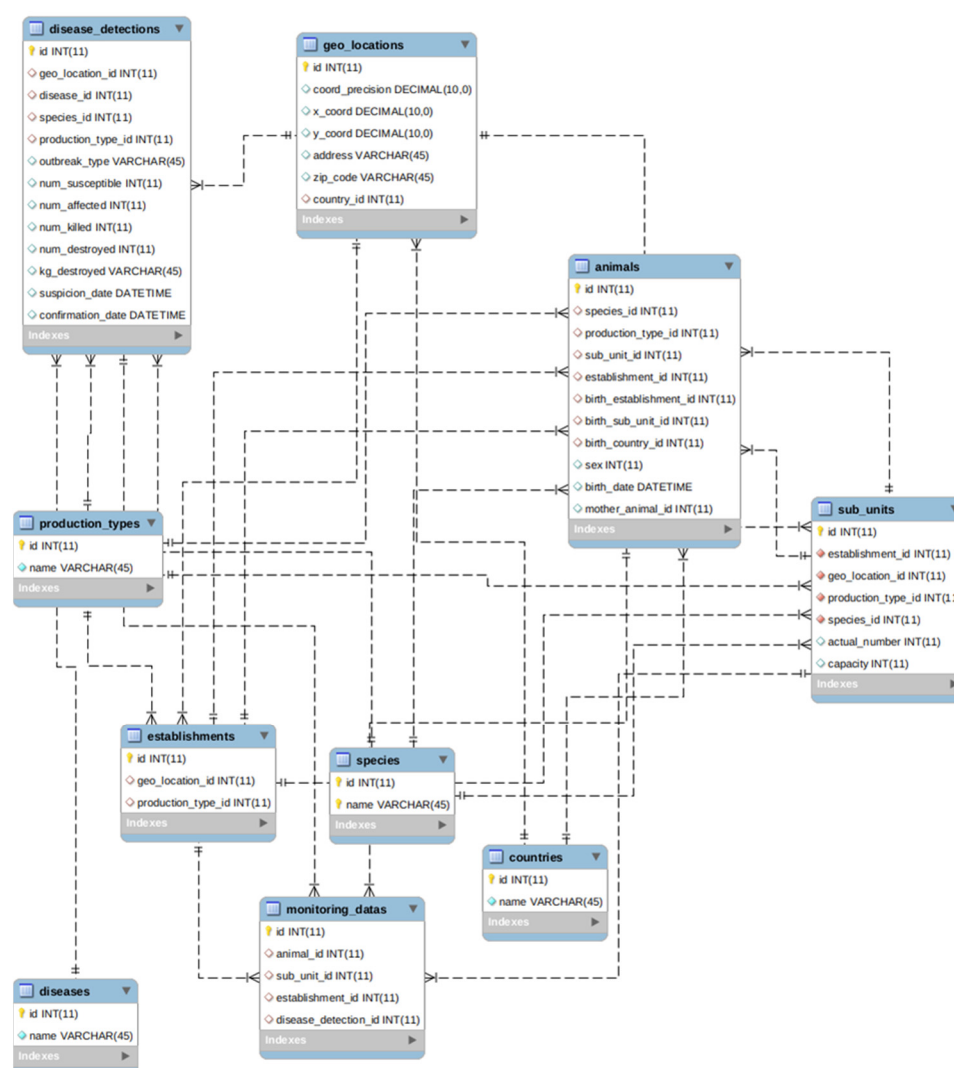 disease_detections
id INT(11)
geo_location_id INT(11)
disease_id INT(11)
species_id INT(11)
production_type_id INT(11)
outbreak_type VARCHAR(45)
num_susceptible INT(11)
num_affected INT(11)
num_killed INT(11)
num_destroyed INT(11)
kg_destroyed VARCHAR(45)
suspicion_date DATETIME
confirmation_date DATETIME
Indexes
geo_locations
id INT(11)
coord_precision DECIMAL(10,0)
x_coord DECIMAL(10,0)
y_coord DECIMAL(10,0)
address VARCHAR(45)
zip_code VARCHAR(45)
country_id INT(11)
Indexes
animals
id INT(11)
species_id INT(11)
production_type_id INT(11)
sub_unit_id INT(11)
establishment_id INT(11)
birth_establishment_id INT(11)
birth_sub_unit_id INT(11)
birth_country_id INT(11)
sex INT(11)
birth_date DATETIME
mother_animal_id INT(11)
Indexes
production_types
id INT(11)
name VARCHAR(45)
Indexes
sub_units
id INT(11)
establishment_id INT(11)
geo_location_id INT(11)
production_type_id INT(11
species_id INT(11)
actual_number INT(11)
capacity INT(11)
Indexes
establishments
id INT(11)
geo_location_id INT(11)
production_type_id INT(11)
Indexes
species
id INT(11)
name VARCHAR(45)
Indexes
countries
id INT(11)
name VARCHAR(45)
Indexes
monitoring_datas
id INT(11)
animal_id INT(11)
sub_unit_id INT(11)
establishment_id INT(11)
disease_detection_id INT(11)
Indexes
diseases
id INT(11)
name VARCHAR(45)
Indexes